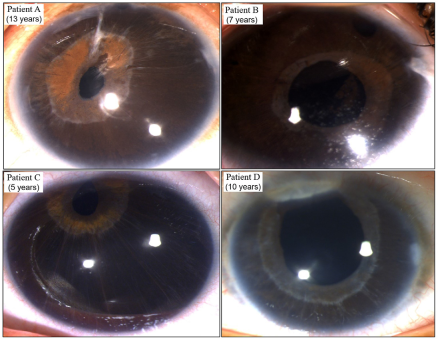 Patient A
(13 years)
Patient B
(7 years)
Patient C
(5 years)
Patient D
(10 years)